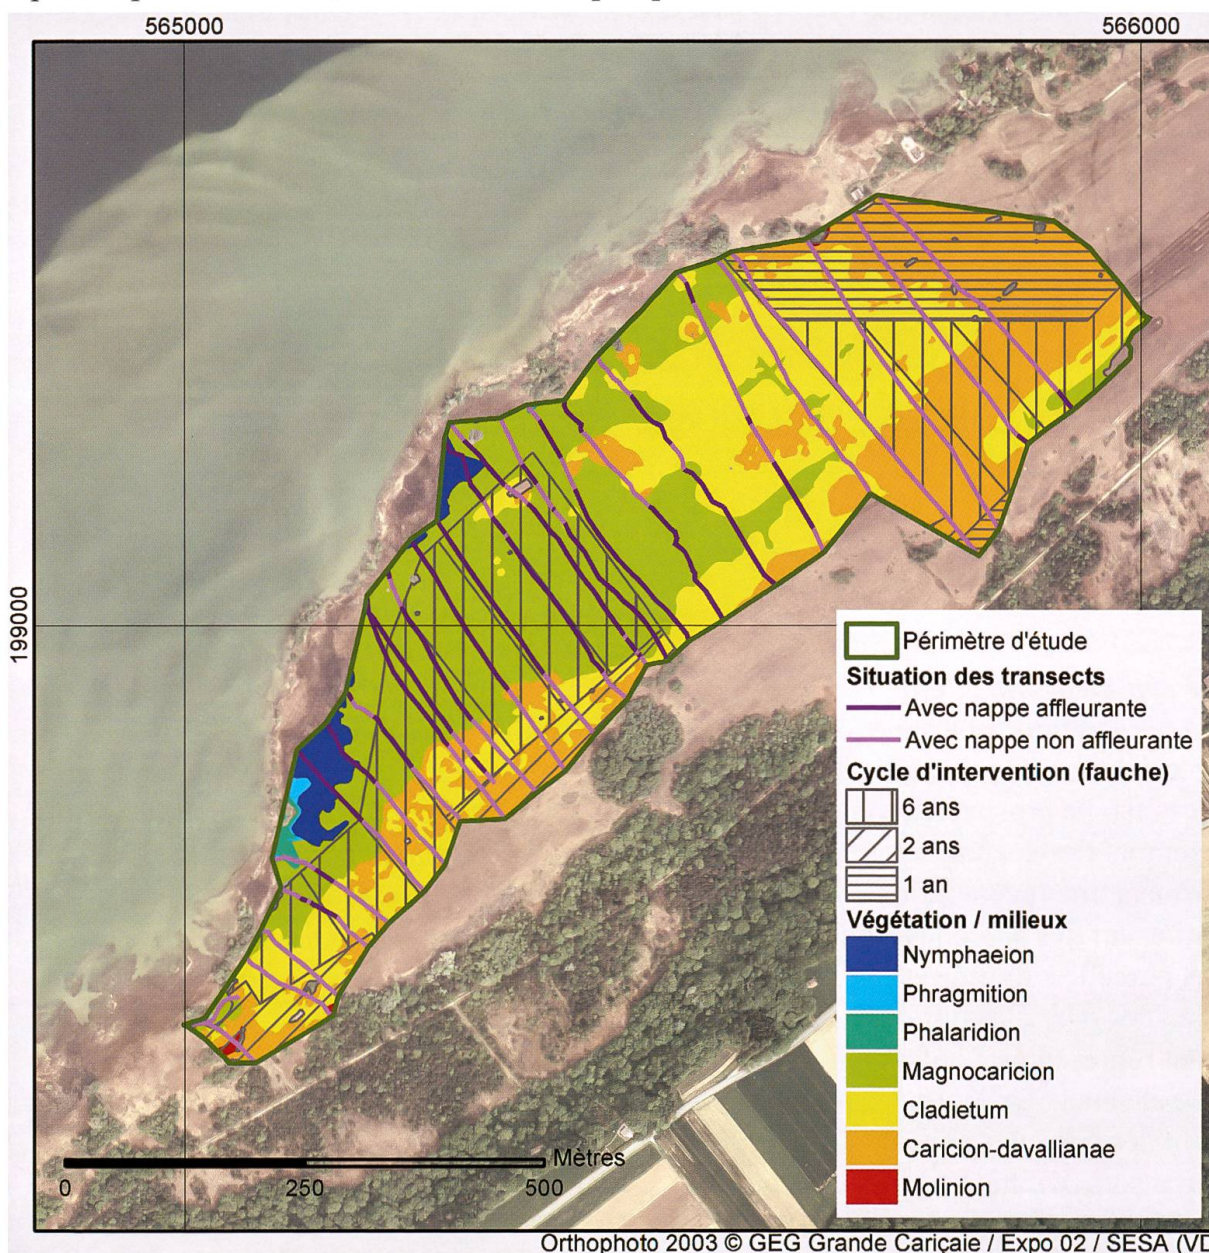 565000 566000
199000
Périmètre d'étude
Situation des transects
Avec nappe affleurante
Avec nappe non affleurante
Cycle d'intervention (fauche)
6 ans
2 ans
1 an
Végétation / milieux
Nymphaeion
Phragmition
Phalaridion
Magnocaricion
Cladietum
Caricion-davallianae
Molinion
Mètres
0 250 500
Orthophoto 2003 © GEG Grande Cariçaie / Expo 02 / SESA (VD